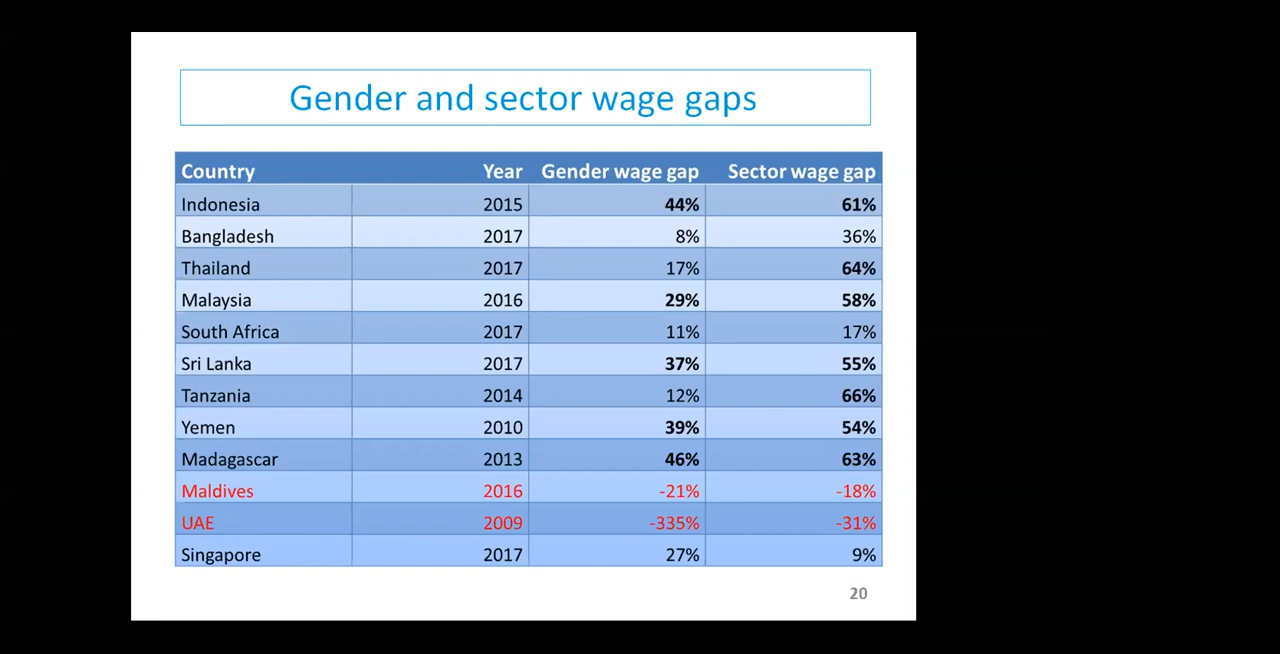 Gender and sector wage gaps
Country Year Gender wage gap Sector wage gap
Indonesia 2015 44% 61%
Bangladesh 2017 8% 36%
Thailand 2017 17% 64%
Malaysia 2016 29% 58%
South Africa 2017 11% 17%
Sri Lanka 2017 37% 55%
Tanzania 2014 12% 66%
Yemen 2010 39% 54%
Madagascar 2013 46% 63%
Maldives 2016 -21% -18%
UAE 2009 -335% -31%
Singapore 2017 27% 9%
20